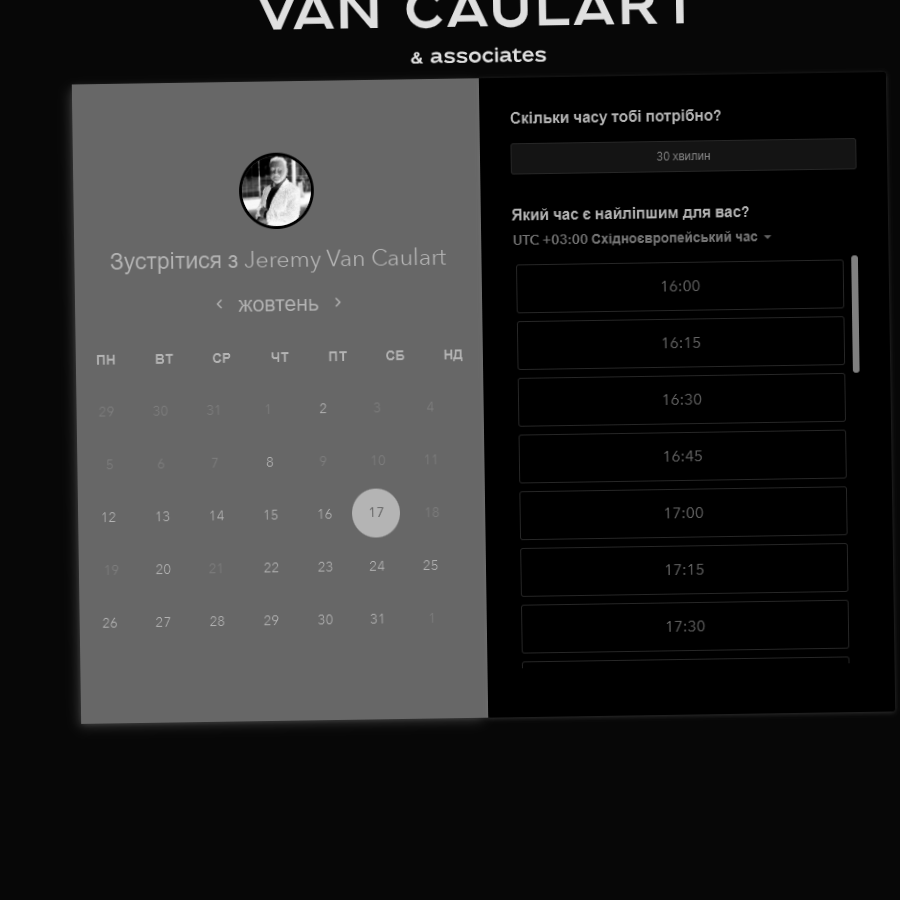 VAN CAULART
& associates
Зустрітися з Jeremy Van Caulart
жовтень
ПН ВТ СР ЧТ ПТ СБ НД
29 30 31 1 2 3 4
5 6 7 8 9 10 11
12 13 14 15 16 17 18
19 20 21 22 23 24 25
26 27 28 29 30 31 1
Скільки часу тобі потрібно?
30 хвилин
Який час є найліпшим для вас?
UTC +03:00 Східноєвропейський час
16:00
16:15
16:30
16:45
17:00
17:15
17:30